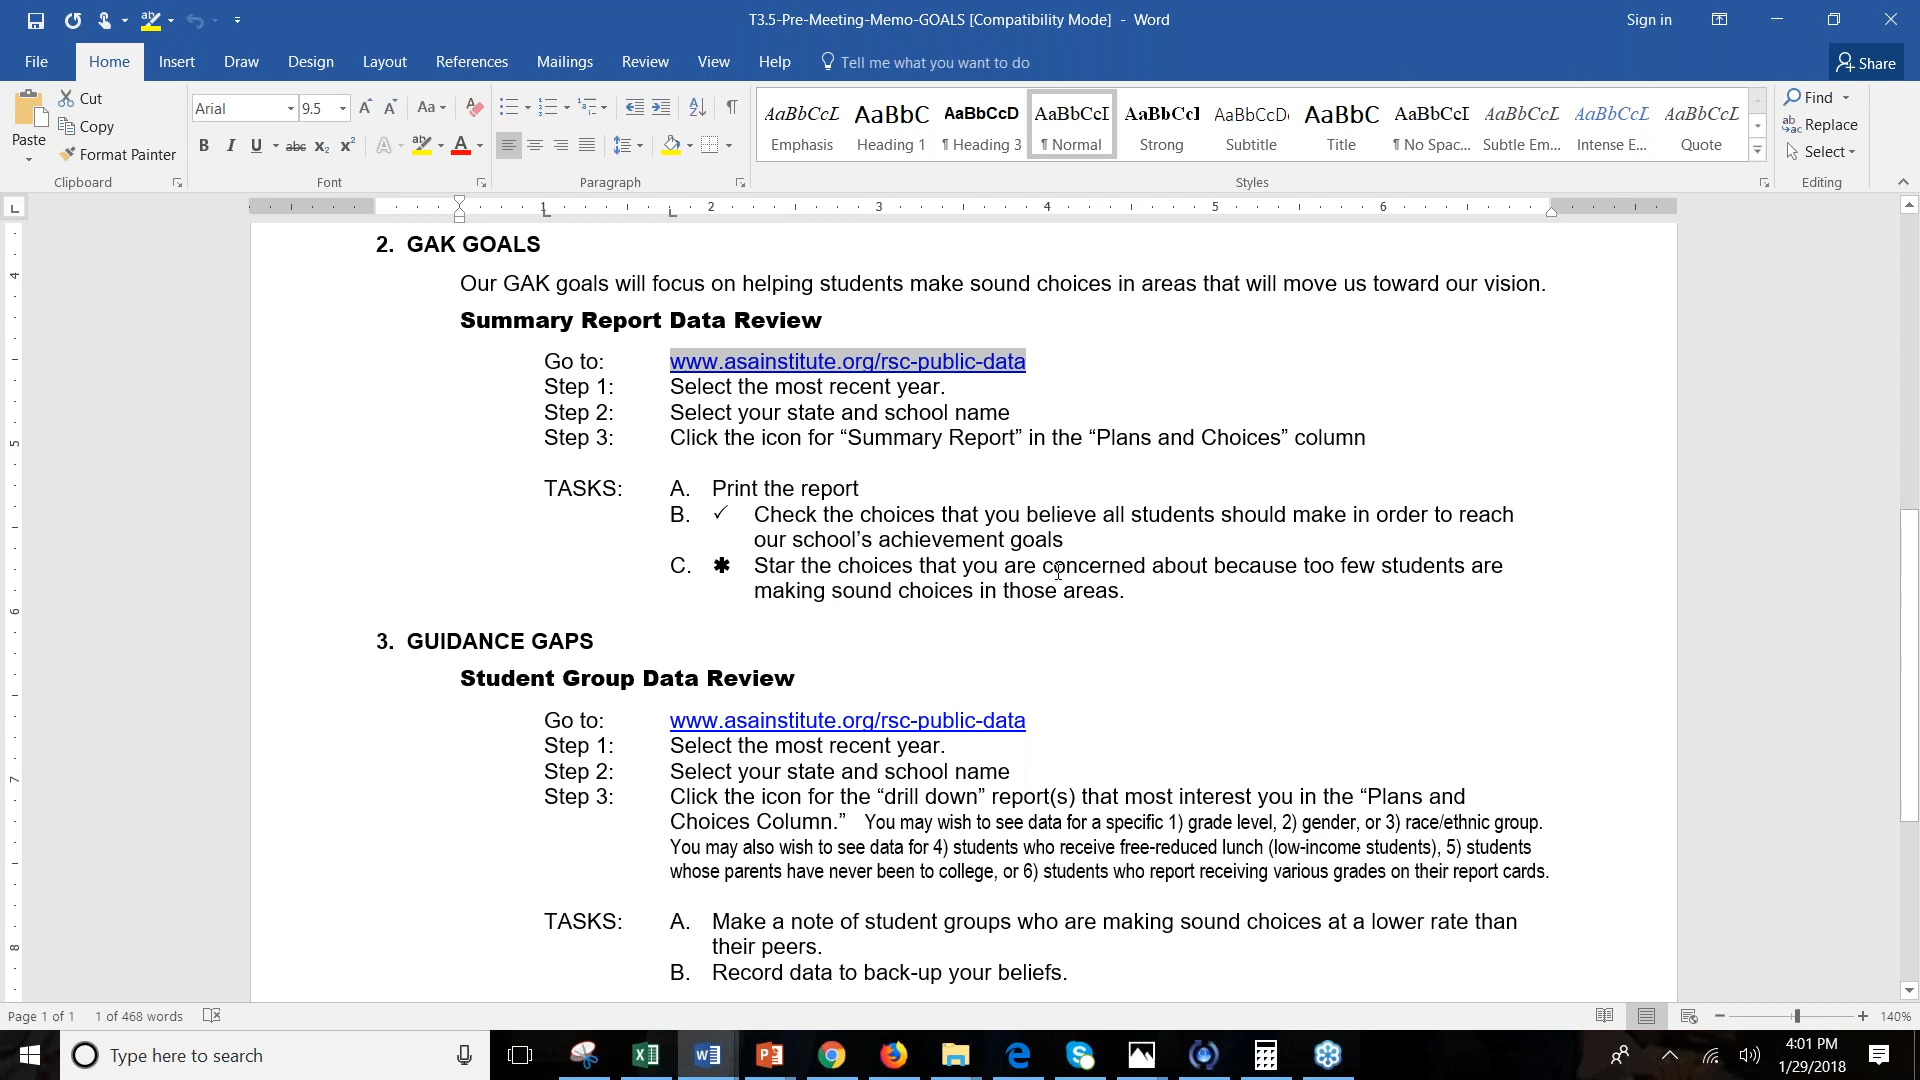 T3.5-Pre-Meeting-Memo-GOALS [Compatibility Mode] - Word
Sign in
File Home Insert Draw Design Layout References Mailings Review View Help Tell me what you want to do Share
Paste
Cut
Copy
Format Painter
Clipboard
Arial 9.5
Font
Paragraph
AaBbCcL AaBbC AaBbCcD AaBbCcI AaBbCcI AaBbCcD AaBbC AaBbCcI AaBbCcL AaBbCcL AaBbCcL
Emphasis Heading 1 ¶ Heading 3 ¶ Normal Strong Subtitle Title ¶ No Spac... Subtle Em... Intense E... Quote
Styles
Find
Replace
Select
Editing
1 2 3 4 5 6
4
5
6
7
8
2. GAK GOALS
Our GAK goals will focus on helping students make sound choices in areas that will move us toward our vision.
Summary Report Data Review
Go to: www.asainstitute.org/rsc-public-data
Step 1: Select the most recent year.
Step 2: Select your state and school name
Step 3: Click the icon for “Summary Report” in the “Plans and Choices” column
TASKS: A. Print the report
B. ✓ Check the choices that you believe all students should make in order to reach
our school’s achievement goals
C. ✱ Star the choices that you are concerned about because too few students are
making sound choices in those areas.
3. GUIDANCE GAPS
Student Group Data Review
Go to: www.asainstitute.org/rsc-public-data
Step 1: Select the most recent year.
Step 2: Select your state and school name
Step 3: Click the icon for the “drill down” report(s) that most interest you in the “Plans and
Choices Column.” You may wish to see data for a specific 1) grade level, 2) gender, or 3) race/ethnic group.
You may also wish to see data for 4) students who receive free-reduced lunch (low-income students), 5) students
whose parents have never been to college, or 6) students who report receiving various grades on their report cards.
TASKS: A. Make a note of student groups who are making sound choices at a lower rate than
their peers.
B. Record data to back-up your beliefs.
Page 1 of 1 1 of 468 words 140%
Type here to search
4:01 PM
1/29/2018